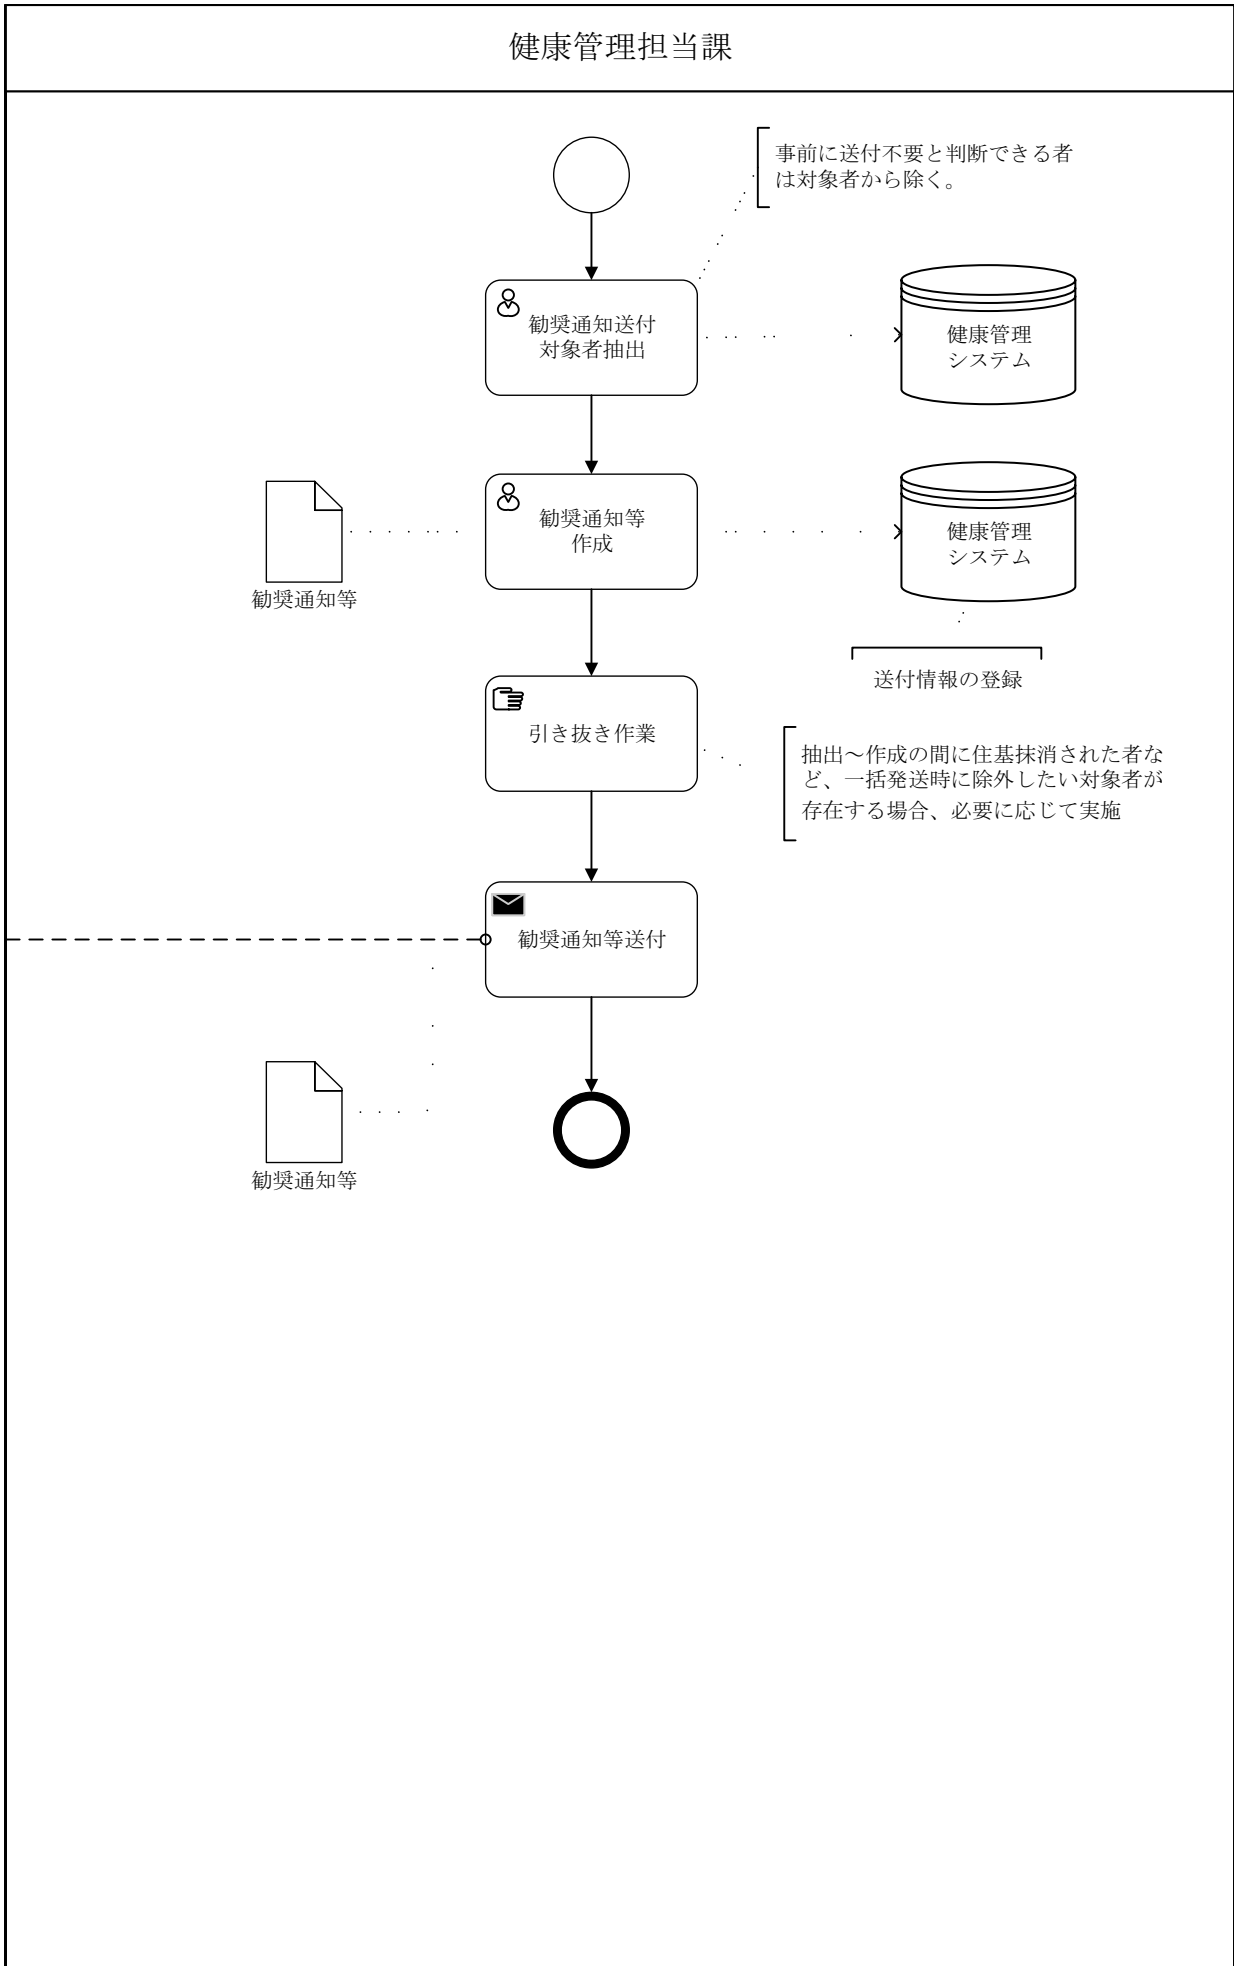 健康管理担当課
事前に送付不要と判断できる者
は対象者から除く。
勧奨通知送付
対象者抽出
健康管理
システム
勧奨通知等
作成
健康管理
システム
勧奨通知等
送付情報の登録
引き抜き作業
抽出～作成の間に住基抹消された者な
ど、一括発送時に除外したい対象者が
存在する場合、必要に応じて実施
勧奨通知等送付
勧奨通知等